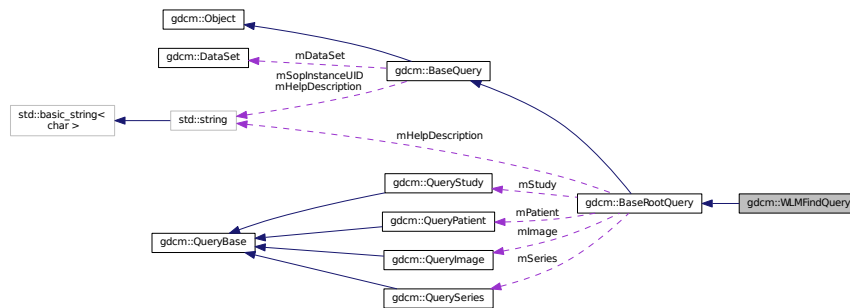 gdcm::Object
gdcm::DataSet
mDataSet
gdcm::BaseQuery
mSopInstanceUID
mHelpDescription
std::basic_string<
char >
std::string
mHelpDescription
gdcm::QueryStudy
mStudy
gdcm::BaseRootQuery
gdcm::WLMFindQuery
gdcm::QueryPatient
mPatient
gdcm::QueryBase
mImage
gdcm::QueryImage
mSeries
gdcm::QuerySeries